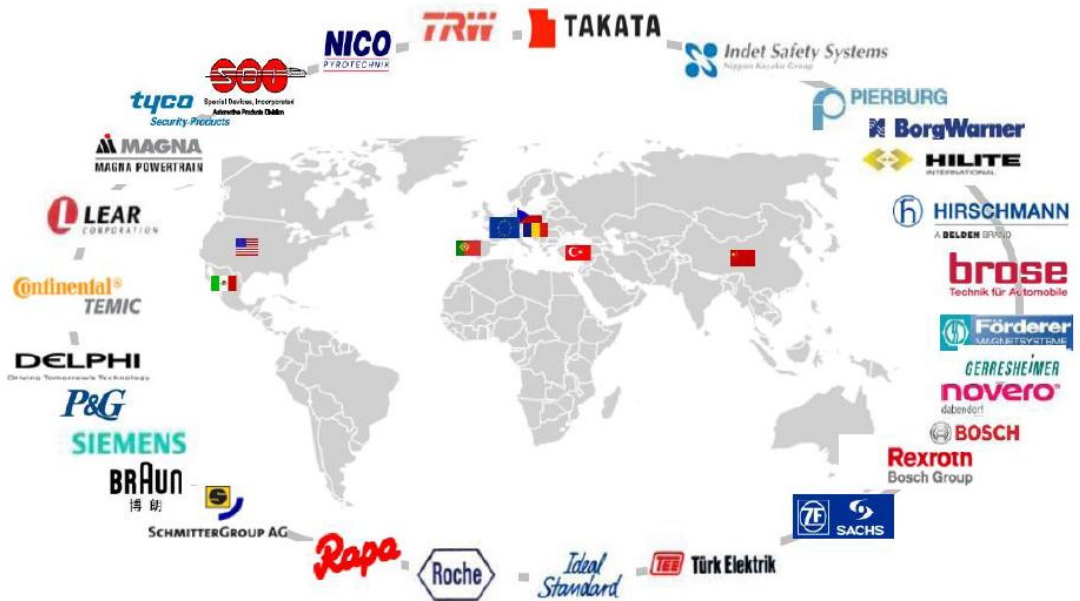 NICO
PYROTECHNIK
TRW
TAKATA
Indet Safety Systems
Nippon Kayaku Group
SDI
Special Devices, Incorporated
Automotive Products Division
tyco
Security Products
PIERBURG
BorgWarner
MAGNA
MAGNA POWERTRAIN
HILITE
INTERNATIONAL
LEAR
CORPORATION
HIRSCHMANN
A BELDEN BRAND
Continental®
TEMIC
brose
Technik für Automobile
Förderer
MAGNETSYSTEME
DELPHI
Driving Tomorrow's Technology
GERRESHEIMER
P&G
novero®
dabendorf
SIEMENS
BOSCH
BRAUN
博朗
Rexroth
Bosch Group
S
SCHMITTERGROUP AG
ZF
SACHS
Rapa
Roche
Ideal
Standard
TEE
Türk Elektrik